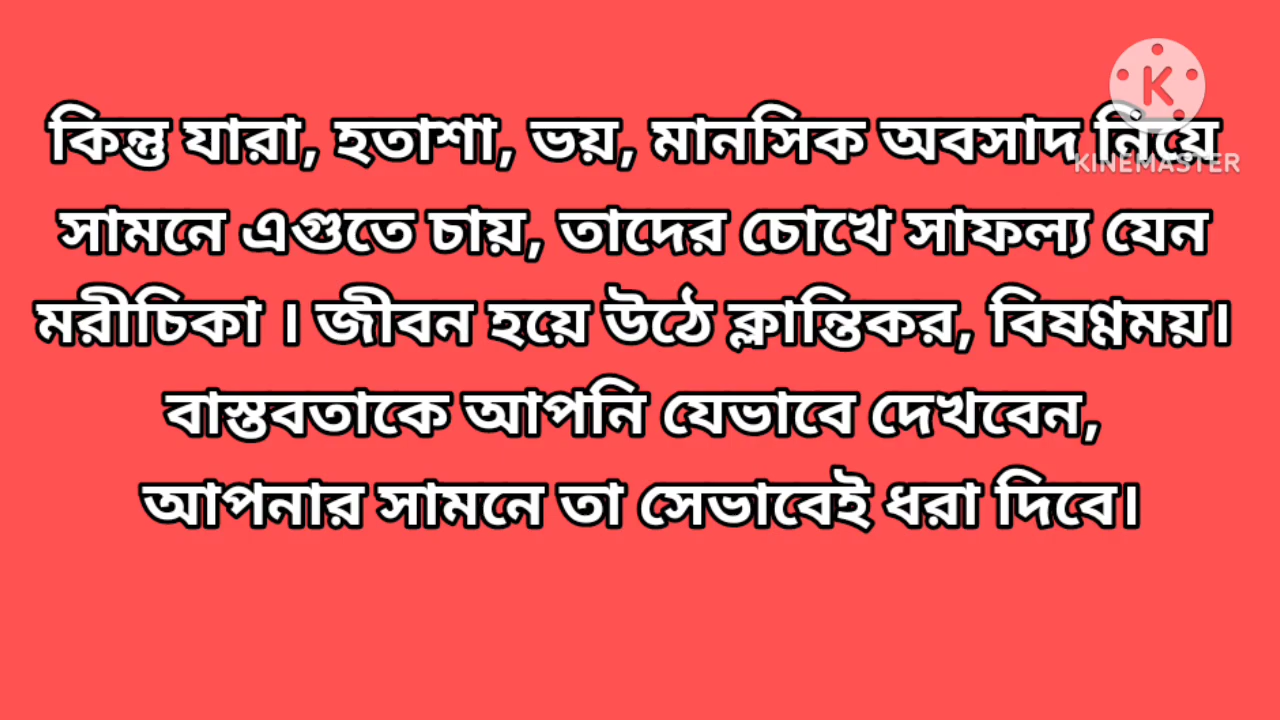 কিন্তু যারা, হতাশা, ভয়, মানসিক অবসাদ নিয়ে
KINEMASTER
সামনে এগুতে চায়, তাদের চোখে সাফল্য যেন
মরীচিকা । জীবন হয়ে উঠে ক্লান্তিকর, বিষণ্নময়।
বাস্তবতাকে আপনি যেভাবে দেখবেন,
আপনার সামনে তা সেভাবেই ধরা দিবে।